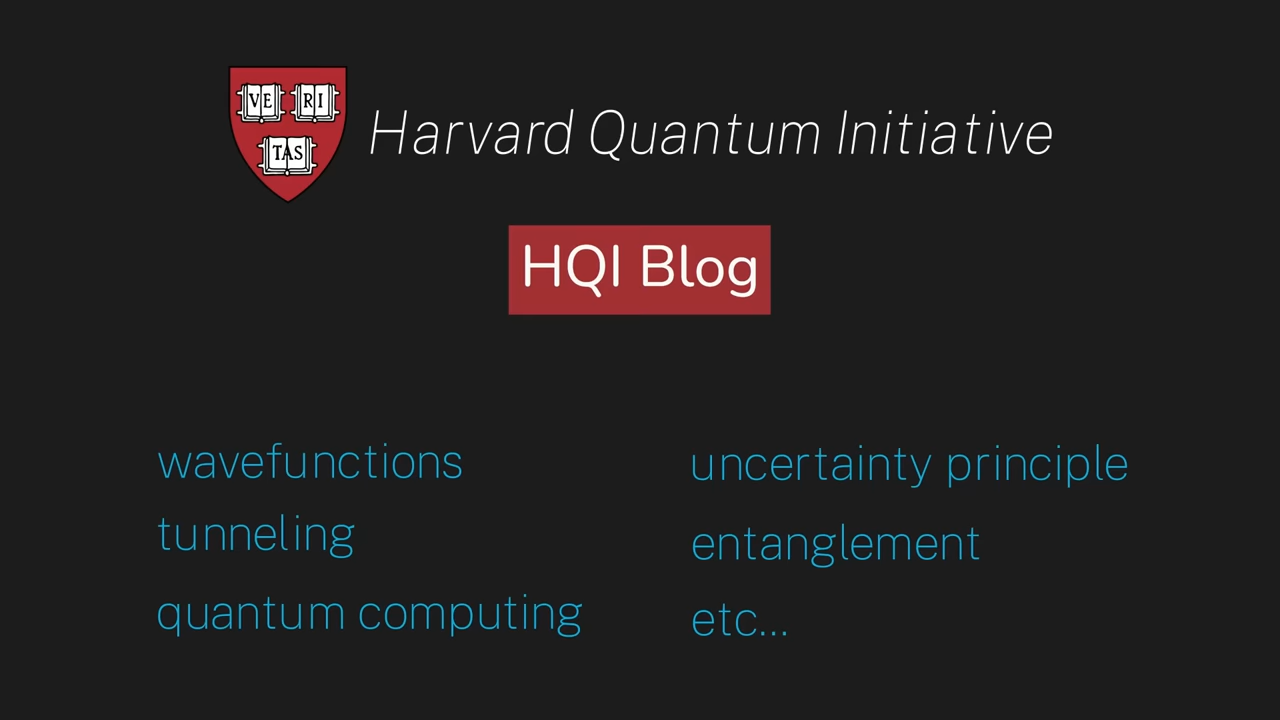 VE RI
TAS
Harvard Quantum Initiative
HQI Blog
wavefunctions
tunneling
quantum computing
uncertainty principle
entanglement
etc...